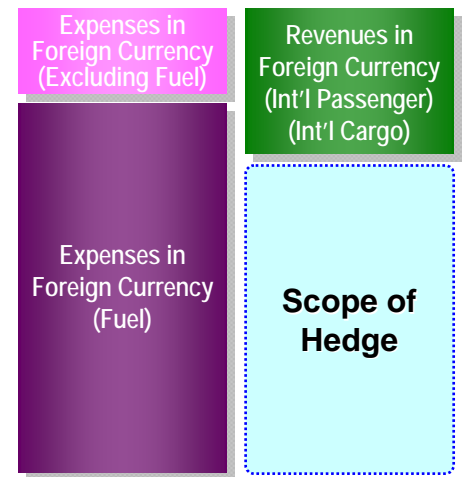 Expenses in
Foreign Currency
(Excluding Fuel)
Expenses in
Foreign Currency
(Fuel)
Revenues in
Foreign Currency
(Int'l Passenger)
(Int'l Cargo)
Scope of
Hedge